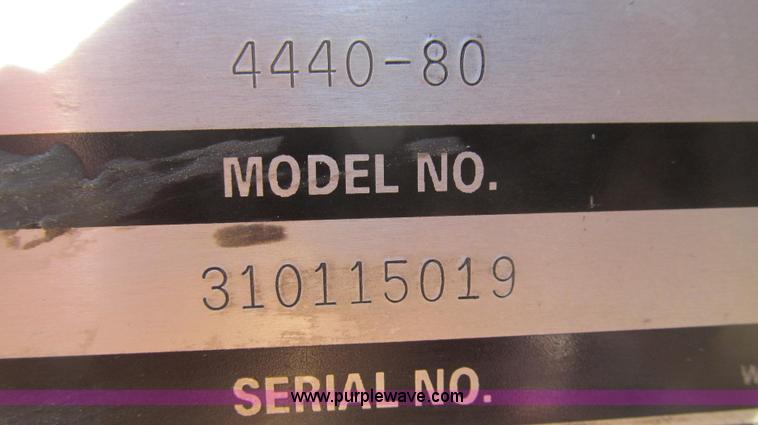 4440-80
MODEL NO.
310115019
SERIAL NO.
www.purplewave.com